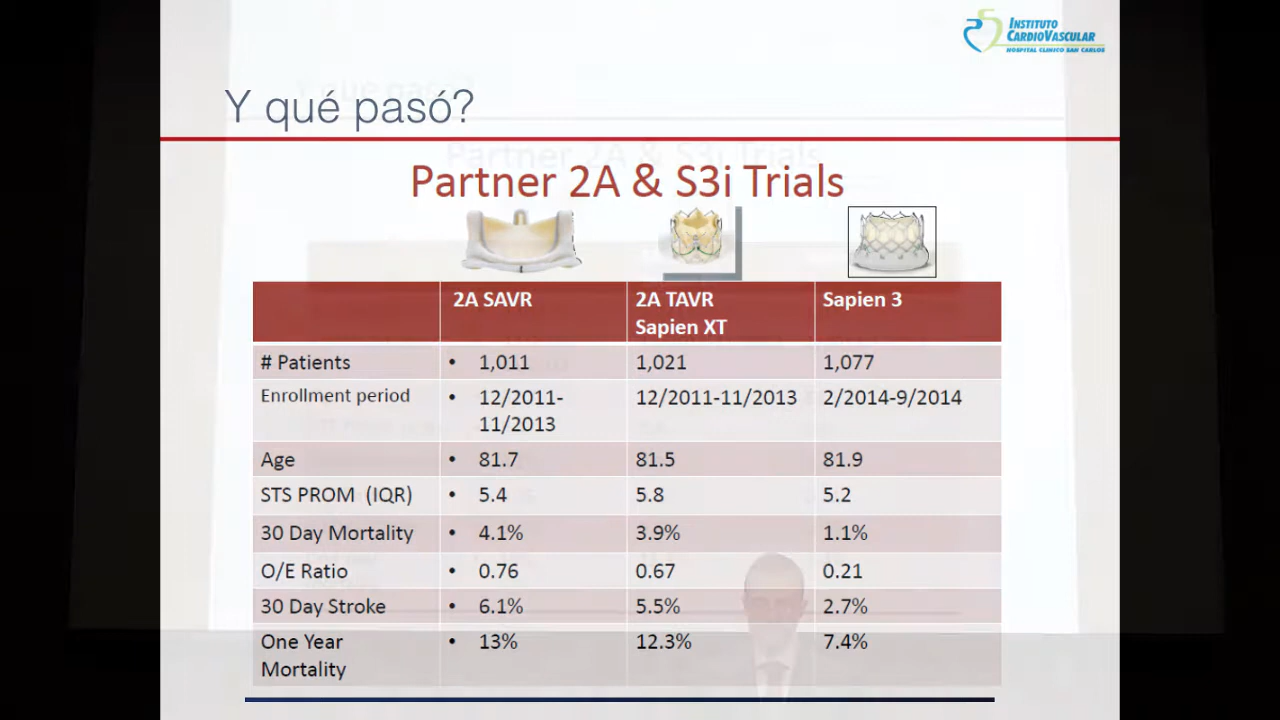 INSTITUTO
CARDIOVASCULAR
HOSPITAL CLINICO SAN CARLOS
Y qué pasó?
Partner 2A & S3i Trials
2A SAVR
2A TAVR
Sapien XT
Sapien 3
# Patients • 1,011 1,021 1,077
Enrollment period • 12/2011-
11/2013 12/2011-11/2013 2/2014-9/2014
Age • 81.7 81.5 81.9
STS PROM (IQR) • 5.4 5.8 5.2
30 Day Mortality • 4.1% 3.9% 1.1%
O/E Ratio • 0.76 0.67 0.21
30 Day Stroke • 6.1% 5.5% 2.7%
One Year
Mortality • 13% 12.3% 7.4%